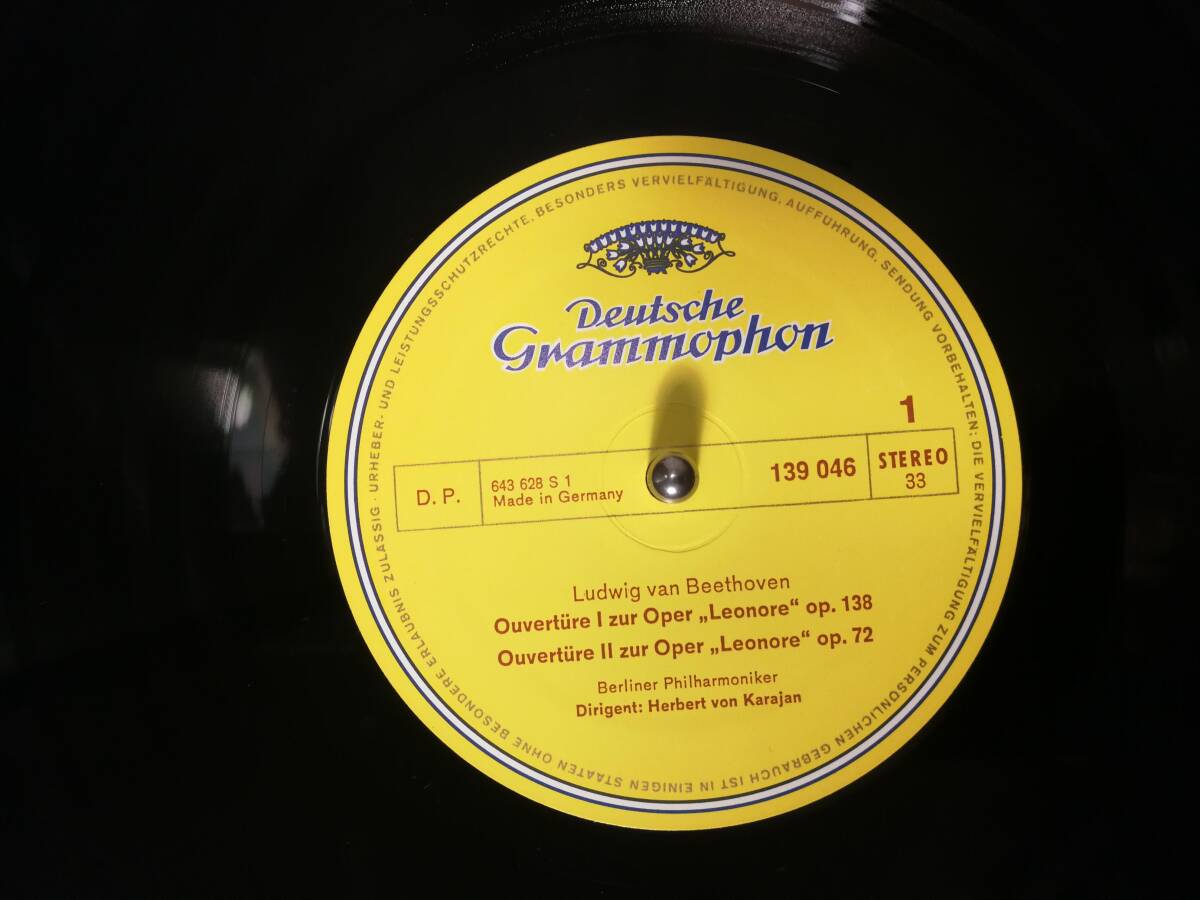 URHEBER- UND LEISTUNGSSCHUTZRECHTE, BESONDERS VERVIELFÄLTIGUNG, AUFFÜHRUNG, SENDUNG VORBEHALTEN; DIE VERVIELFÄLTIGUNG ZUM PERSÖNLICHEN GEBRAUCH IST IN EINIGEN STAATEN OHNE BESONDERE ERLAUBNIS ZULÄSSIG ·
Deutsche
Grammophon
1
D. P.
643 628 S 1
Made in Germany
139 046
STEREO
33
Ludwig van Beethoven
Ouvertüre I zur Oper „Leonore“ op. 138
Ouvertüre II zur Oper „Leonore“ op. 72
Berliner Philharmoniker
Dirigent: Herbert von Karajan